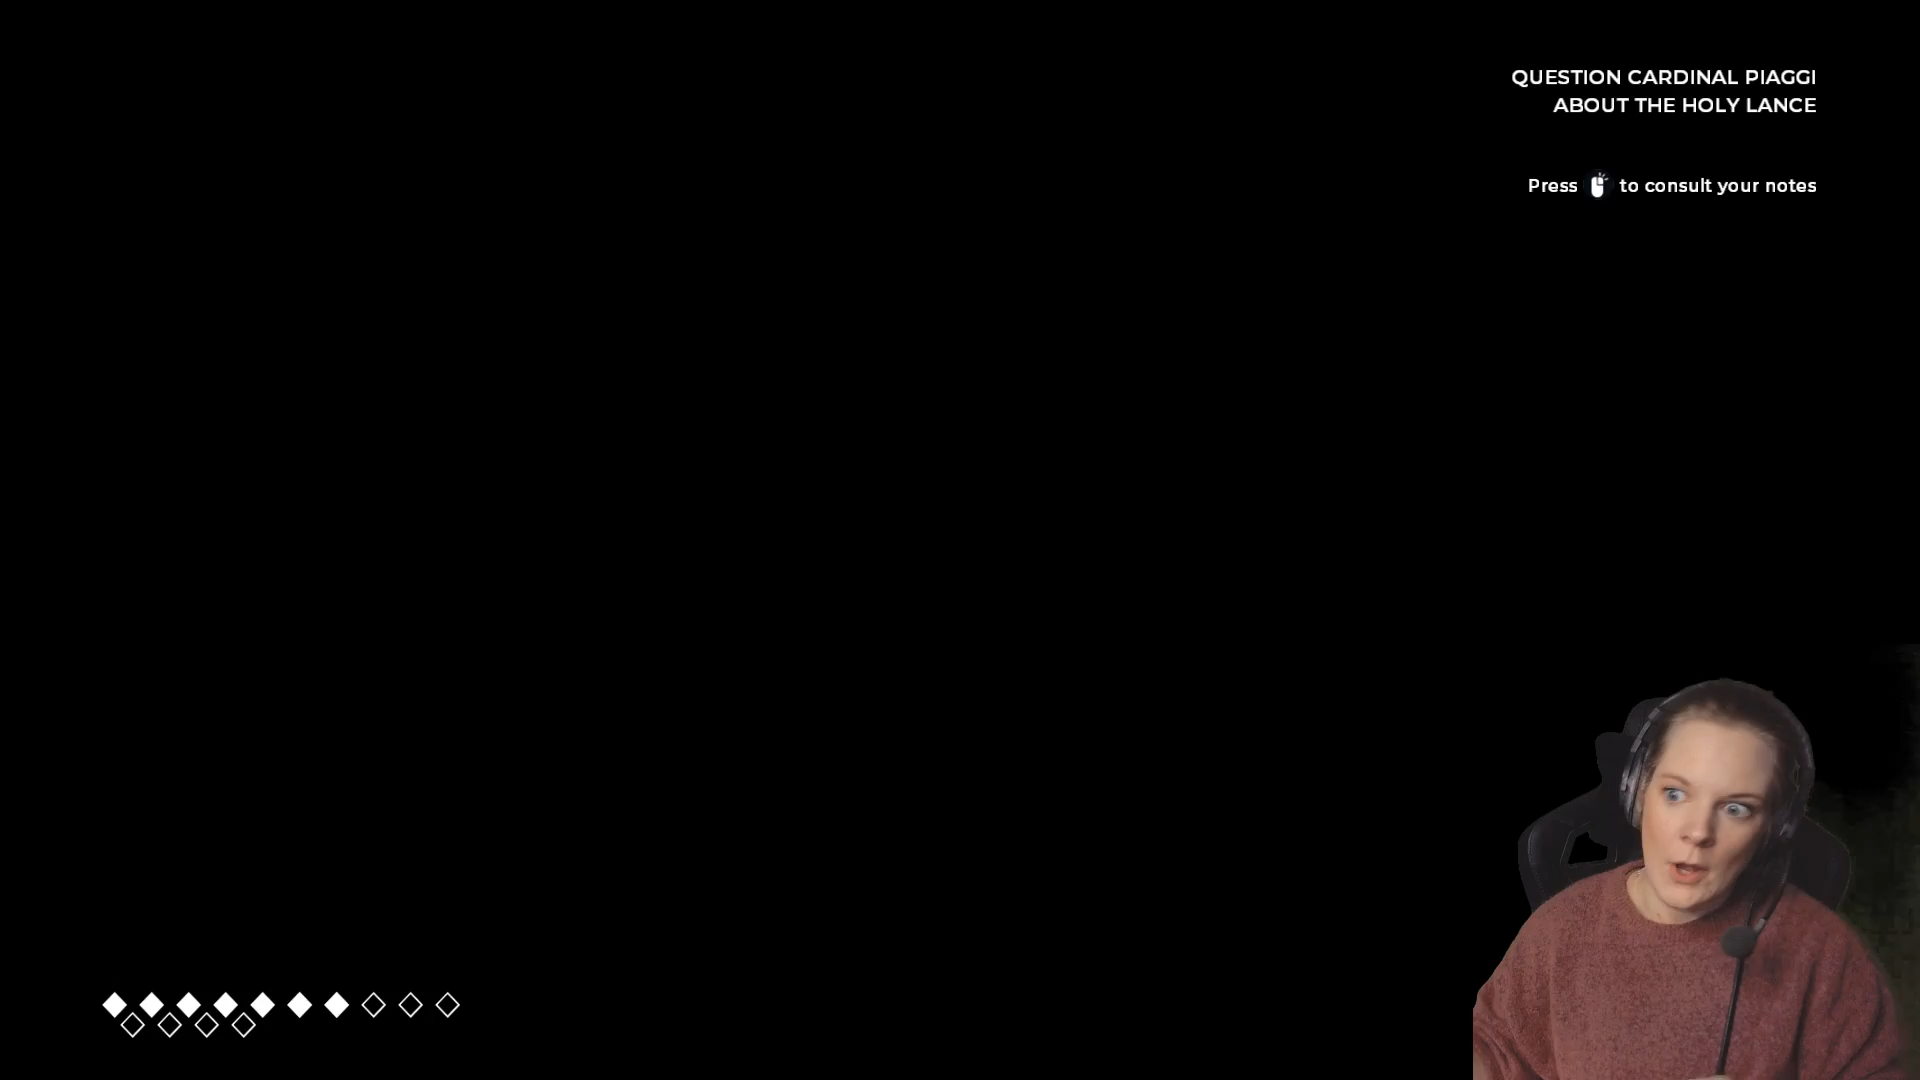 QUESTION CARDINAL PIAGGI
ABOUT THE HOLY LANCE
Press to consult your notes